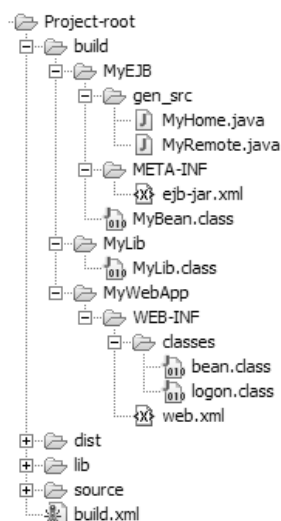 Project-root
build
MyEJB
gen_src
MyHome.java
MyRemote.java
META-INF
ejb-jar.xml
MyBean.class
MyLib
MyLib.class
MyWebApp
WEB-INF
classes
bean.class
logon.class
web.xml
dist
lib
source
build.xml